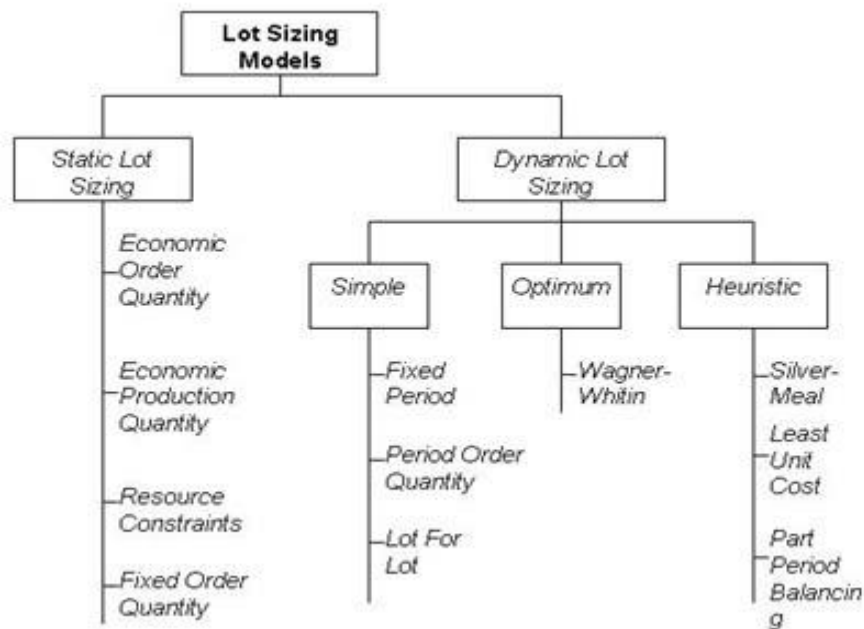 Lot Sizing
Models
Static Lot
Sizing
Dynamic Lot
Sizing
Economic
Order
Quantity
Economic
Production
Quantity
Resource
Constraints
Fixed Order
Quantity
Simple
Optimum
Heuristic
Fixed
Period
Period Order
Quantity
Lot For
Lot
Wagner-
Whitin
Silver-
Meal
Least
Unit
Cost
Part
Period
Balancin
g